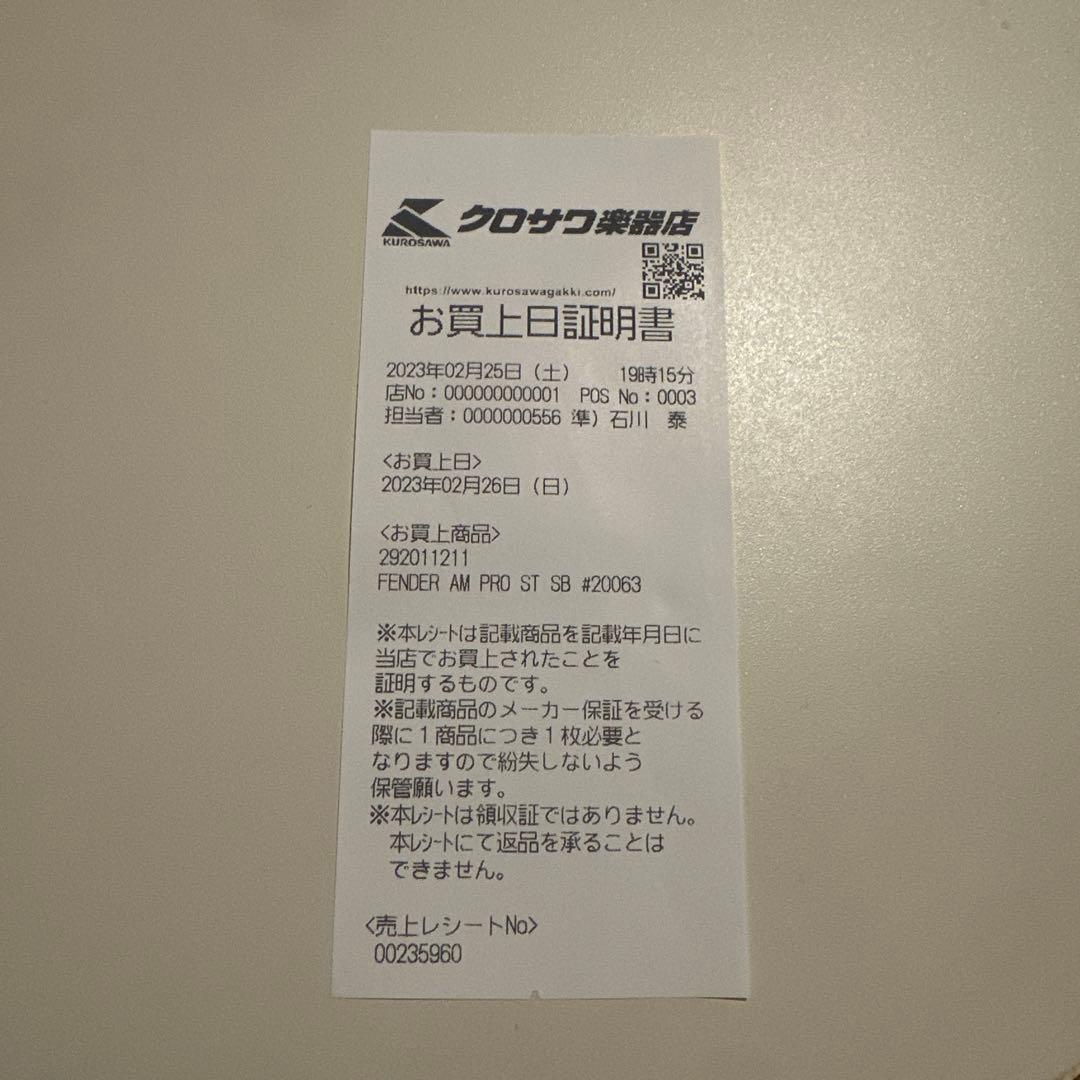 クロサワ楽器店
KUROSAWA
https://www.kurosawagakki.com/
お買上日証明書
2023年02月25日（土） 19時15分
店No：000000000001 POS No：0003
担当者：0000000556 準）石川 泰
<お買上日>
2023年02月26日（日）
<お買上商品>
292011211
FENDER AM PRO ST SB #20063
※本ﾚｼｰﾄは記載商品を記載年月日に
当店でお買上されたことを
証明するものです。
※記載商品のメーカー保証を受ける
際に１商品につき１枚必要と
なりますので紛失しないよう
保管願います。
※本ﾚｼｰﾄは領収証ではありません。
本ﾚｼｰﾄにて返品を承ることは
できません。
<売上レシートNo>
00235960